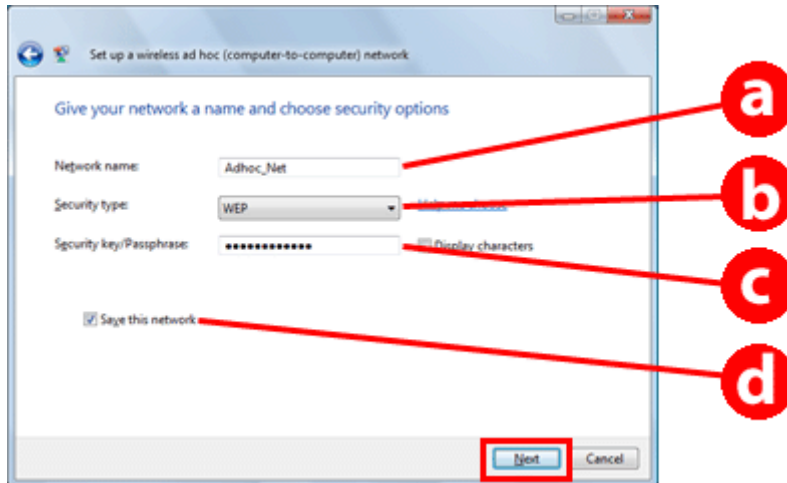 Set up a wireless ad hoc (computer-to-computer) network
Give your network a name and choose security options
Network name: Adhoc_Net
a
Security type: WEP
b
Security key/Passphrase: ●●●●●●●●●●●● Display characters
c
Save this network
d
Next Cancel